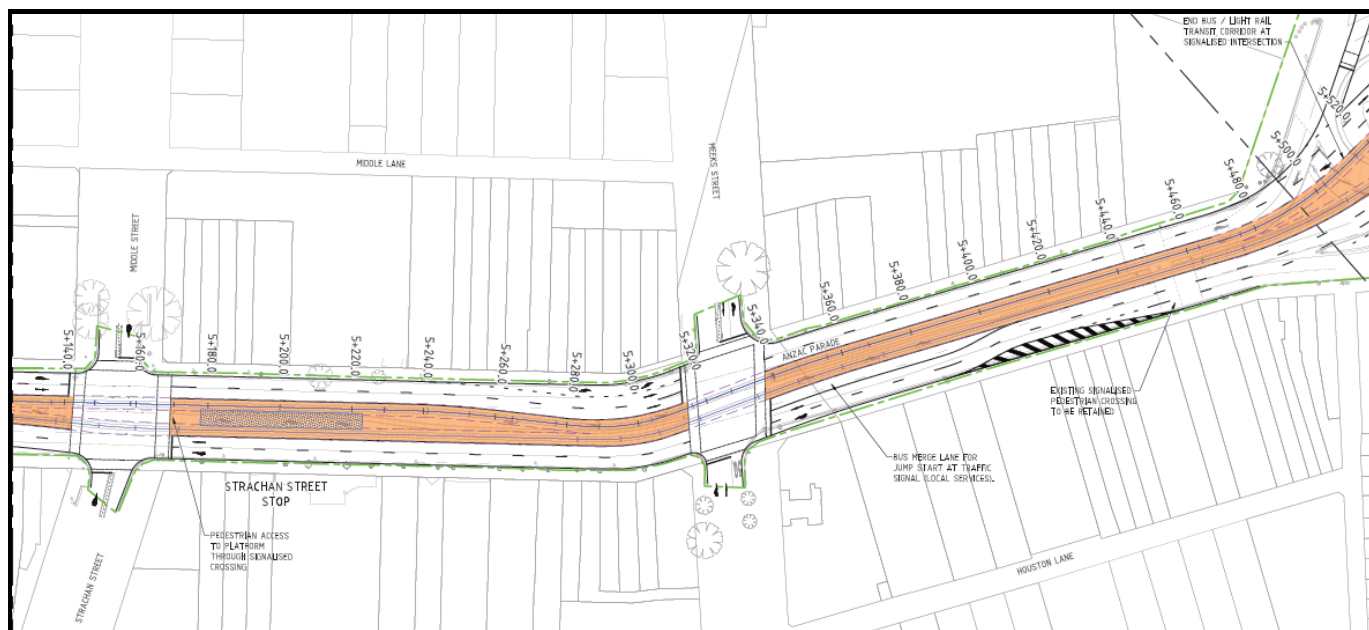 END BUS / LIGHT RAIL
TRANSIT CORRIDOR AT
SIGNALISED INTERSECTION
MIDDLE LANE
MEEKS STREET
MIDDLE STREET
5+140.0
5+160.0
5+180.0
5+200.0
5+220.0
5+240.0
5+260.0
5+280.0
5+300.0
5+320.0
5+340.0
5+360.0
5+380.0
5+400.0
5+420.0
5+440.0
5+460.0
5+480.0
5+500.0
5+520.0
ANZAC PARADE
EXISTING SIGNALISED
PEDESTRIAN CROSSING
TO BE RETAINED
BUS MERGE LANE FOR
JUMP START AT TRAFFIC
SIGNAL (LOCAL SERVICES).
STRACHAN STREET
STOP
PEDESTRIAN ACCESS
TO PLATFORM
THROUGH SIGNALISED
CROSSING
STRACHAN STREET
HOUSTON LANE